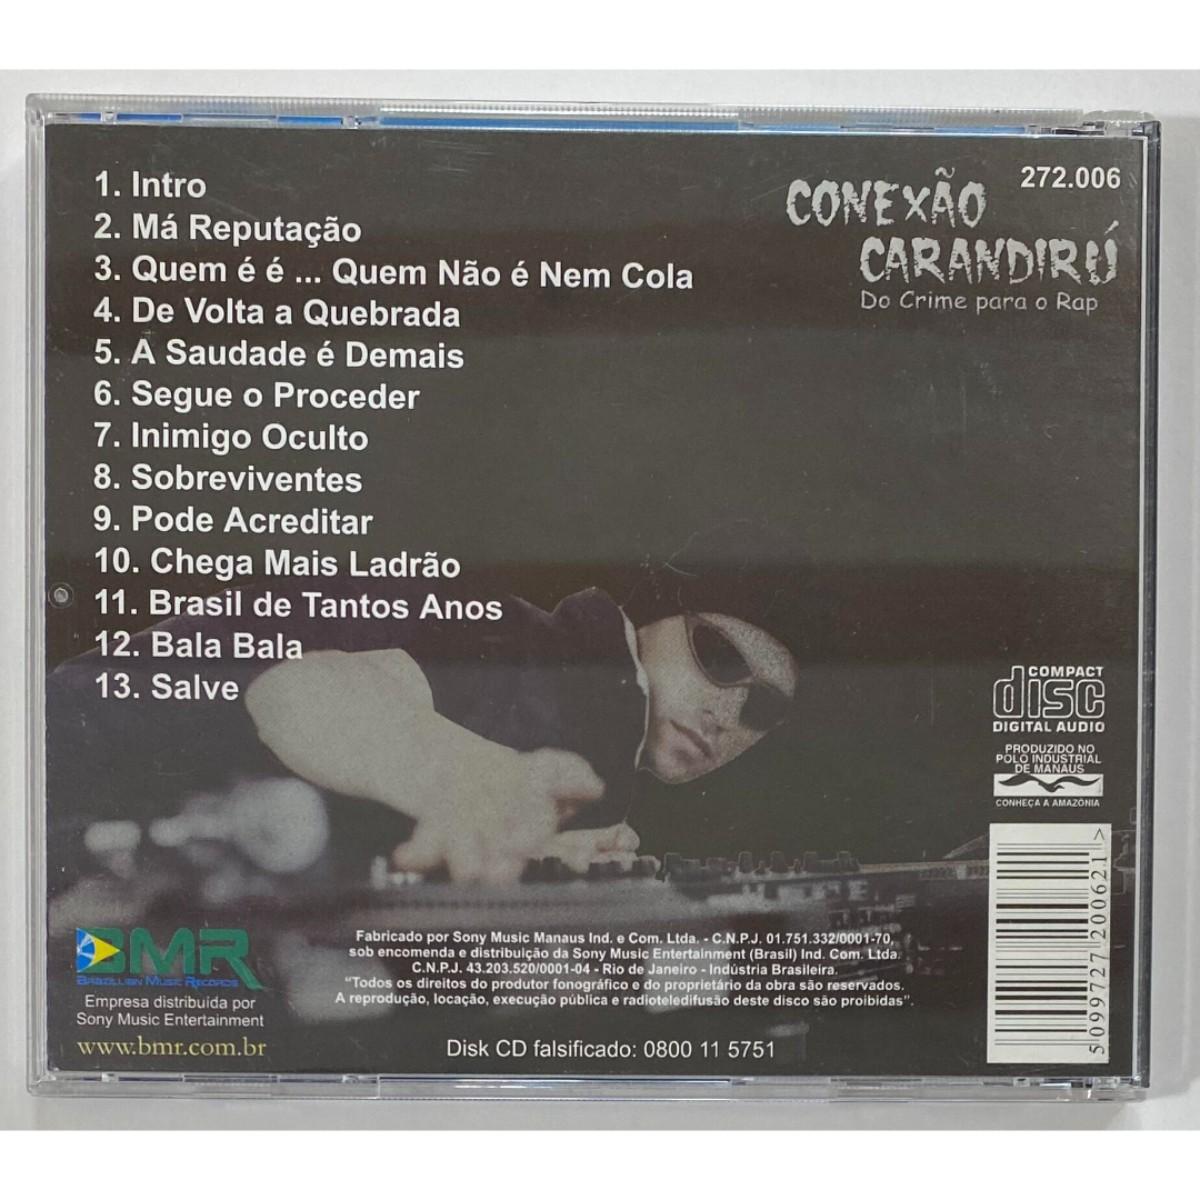 1. Intro
2. Má Reputação
3. Quem é é ... Quem Não é Nem Cola
4. De Volta a Quebrada
5. A Saudade é Demais
6. Segue o Proceder
7. Inimigo Oculto
8. Sobreviventes
9. Pode Acreditar
10. Chega Mais Ladrão
11. Brasil de Tantos Anos
12. Bala Bala
13. Salve
272.006
CONEXÃO
CARANDIRÚ
Do Crime para o Rap
COMPACT
disc
DIGITAL AUDIO
PRODUZIDO NO
POLO INDUSTRIAL
DE MANAUS
CONHEÇA A AMAZÔNIA
5 099727 200621 >
BMR
BRAZILLIAN MUSIC RECORDS
Empresa distribuída por
Sony Music Entertainment
www.bmr.com.br
Fabricado por Sony Music Manaus Ind. e Com. Ltda. - C.N.P.J. 01.751.332/0001-70,
sob encomenda e distribuição da Sony Music Entertainment (Brasil) Ind. Com. Ltda.
C.N.P.J. 43.203.520/0001-04 - Rio de Janeiro - Indústria Brasileira.
"Todos os direitos do produtor fonográfico e do proprietário da obra são reservados.
A reprodução, locação, execução pública e radioteledifusão deste disco são proibidas".
Disk CD falsificado: 0800 11 5751